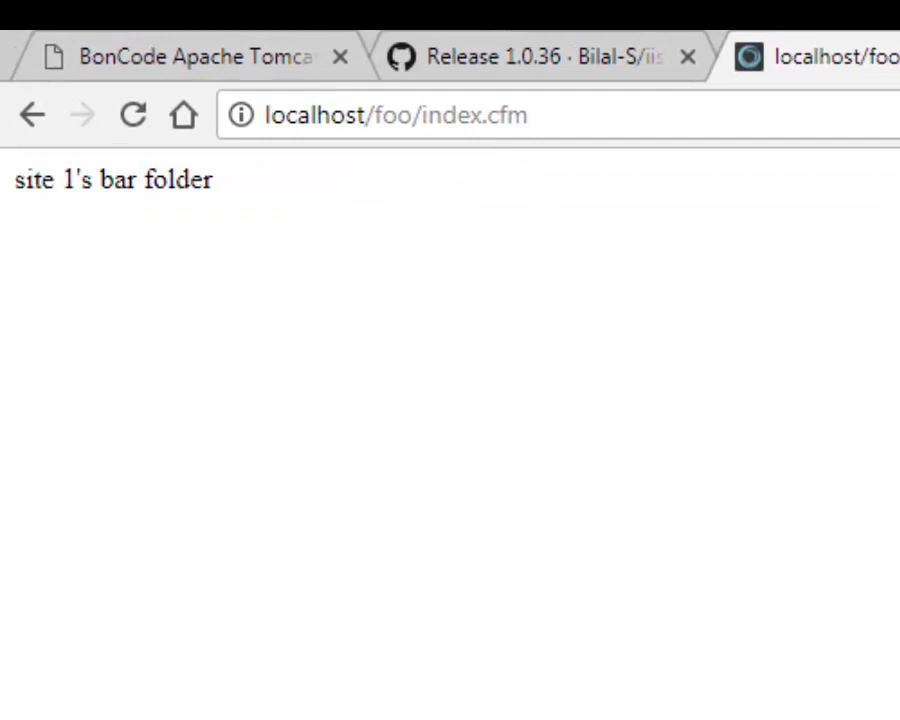 BonCode Apache Tomca
Release 1.0.36 · Bilal-S/iis
localhost/foo
localhost/foo/index.cfm
site 1's bar folder